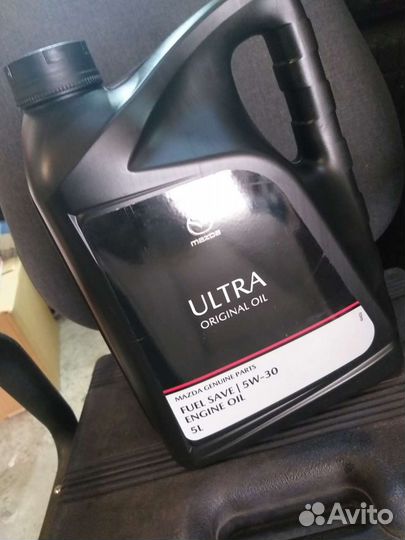 mazda
ULTRA
ORIGINAL OIL
MAZDA GENUINE PARTS
FUEL SAVE | 5W-30
ENGINE OIL
5L
Avito